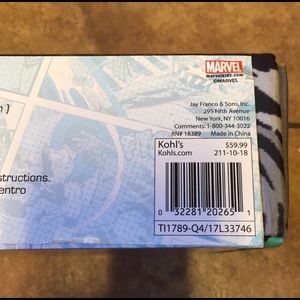 MARVEL
marvelkids.com
©MARVEL
n ]
Jay Franco & Sons, Inc.
295 Fifth Avenue
New York, NY 10016
Comments: 1-800-344-3022
RN# 18389 Made in China
Kohl's $59.99
Kohls.com 211-10-18
0 32281 20265 1
TI1789-Q4/17L33746
structions.
entro